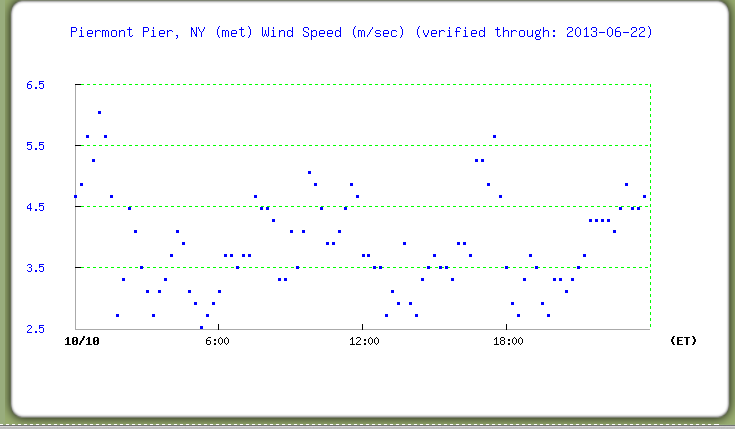 Piermont Pier, NY (met) Wind Speed (m/sec) (verified through: 2013-06-22)
6.5
5.5
4.5
3.5
2.5
10/10 6:00 12:00 18:00 (ET)